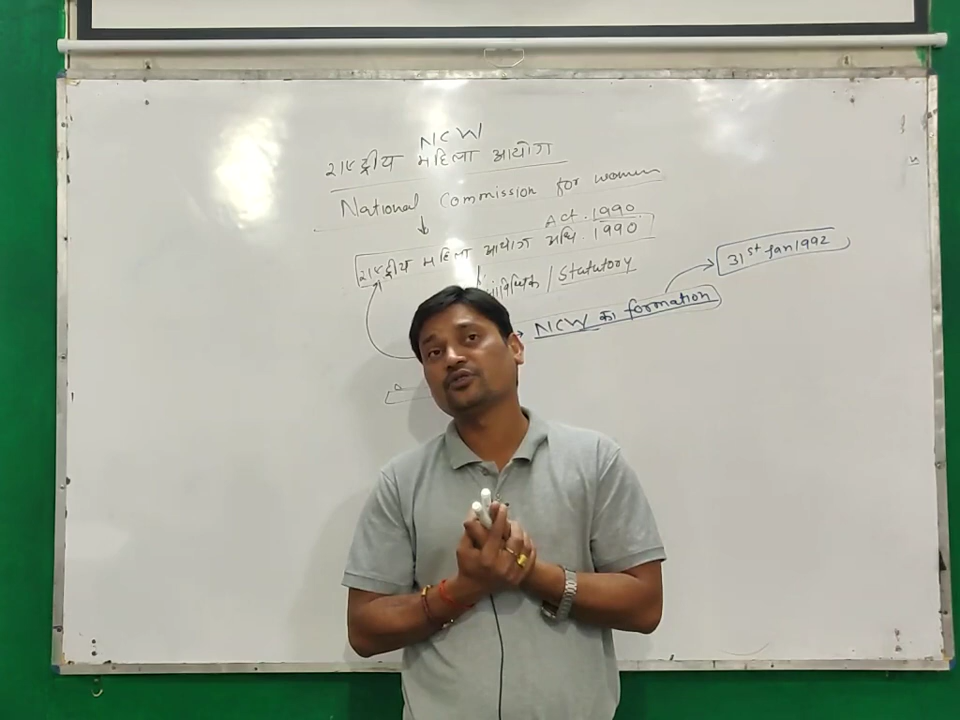 NCW
राष्ट्रीय महिला आयोग
National Commission for women
Act. 1990
राष्ट्रीय महिला आयोग अधि. 1990
/ Statutory
NCW का formation
31st Jan 1992